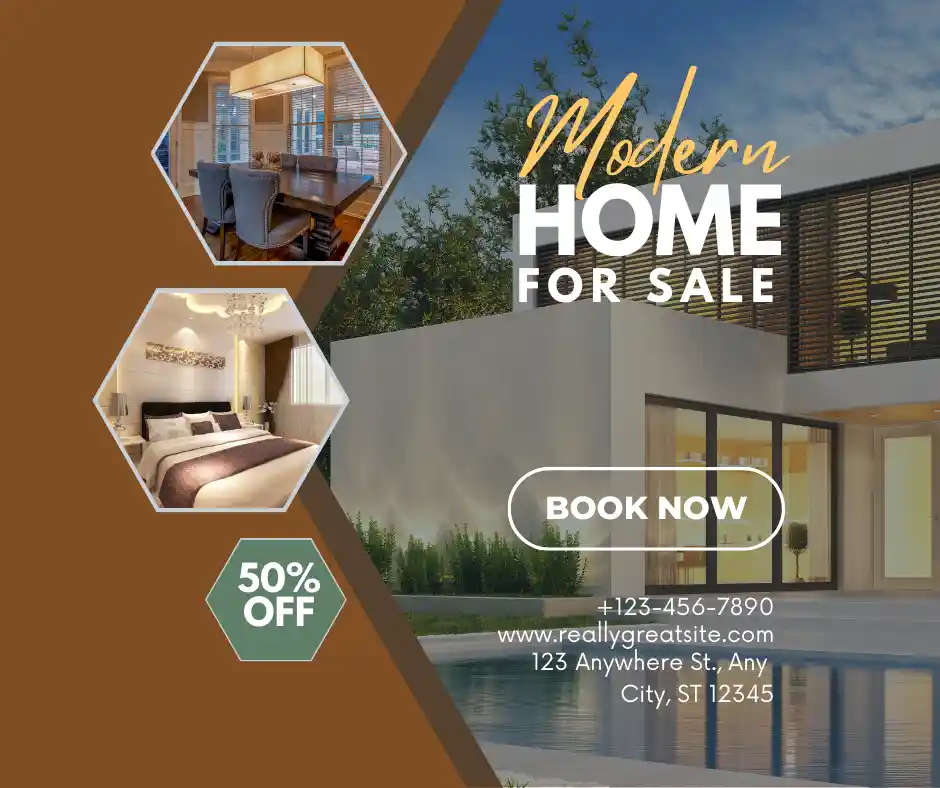 Modern
HOME
FOR SALE
BOOK NOW
50%
OFF
+123-456-7890
www.reallygreatsite.com
123 Anywhere St., Any
City, ST 12345